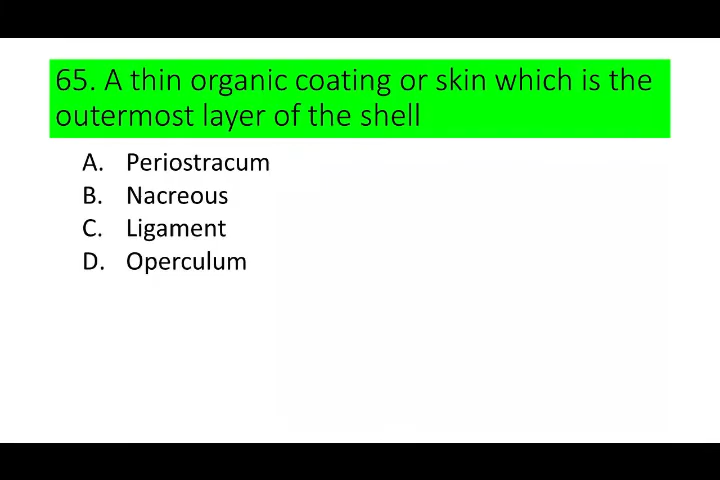 65. A thin organic coating or skin which is the
outermost layer of the shell
A. Periostracum
B. Nacreous
C. Ligament
D. Operculum